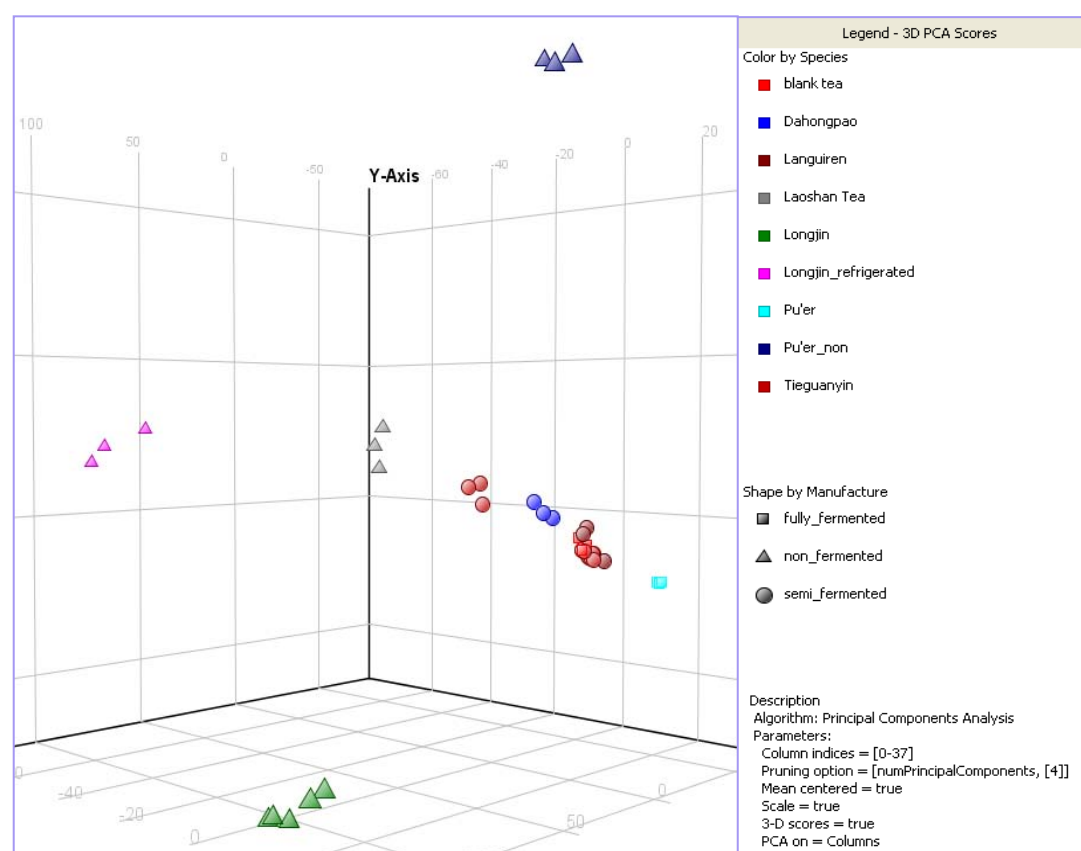 100
50
0
-50
Y-Axis
-60
-40
-20
0
20
-40
-20
0
50
0
Legend - 3D PCA Scores
Color by Species
blank tea
Dahongpao
Languiren
Laoshan Tea
Longjin
Longjin_refrigerated
Pu'er
Pu'er_non
Tieguanyin
Shape by Manufacture
fully_fermented
non_fermented
semi_fermented
Description
Algorithm: Principal Components Analysis
Parameters:
Column indices = [0-37]
Pruning option = [numPrincipalComponents, [4]]
Mean centered = true
Scale = true
3-D scores = true
PCA on = Columns